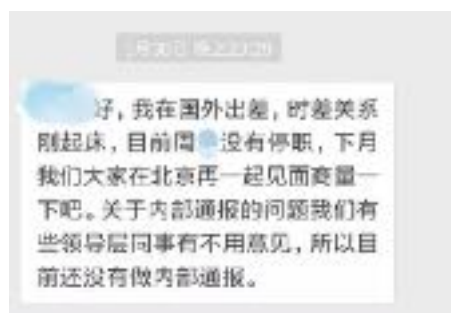 好，我在国外出差，时差关系
刚起床，目前周 没有停职，下月
我们大家在北京再一起见面商量一
下吧。关于内部通报的问题我们有
些领导层同事有不用意见，所以目
前还没有做内部通报。